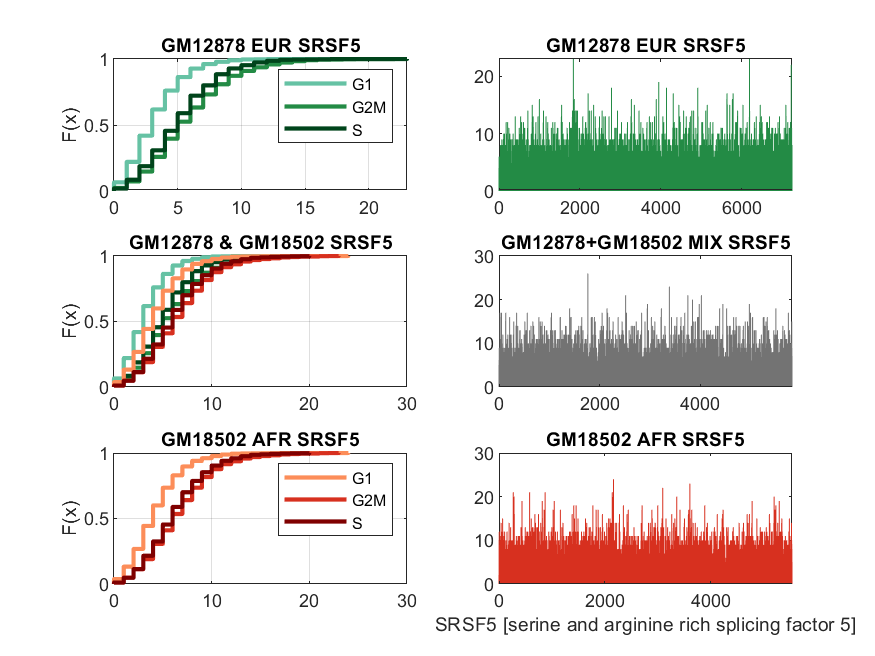 GM12878 EUR SRSF5
F(x)
1
0.5
0
0 5 10 15 20
G1
G2M
S
GM12878 EUR SRSF5
20
10
0
0 2000 4000 6000
GM12878 & GM18502 SRSF5
F(x)
1
0.5
0
0 10 20 30
GM12878+GM18502 MIX SRSF5
30
20
10
0
0 2000 4000
GM18502 AFR SRSF5
F(x)
1
0.5
0
0 10 20 30
G1
G2M
S
GM18502 AFR SRSF5
30
20
10
0
0 2000 4000
SRSF5 [serine and arginine rich splicing factor 5]